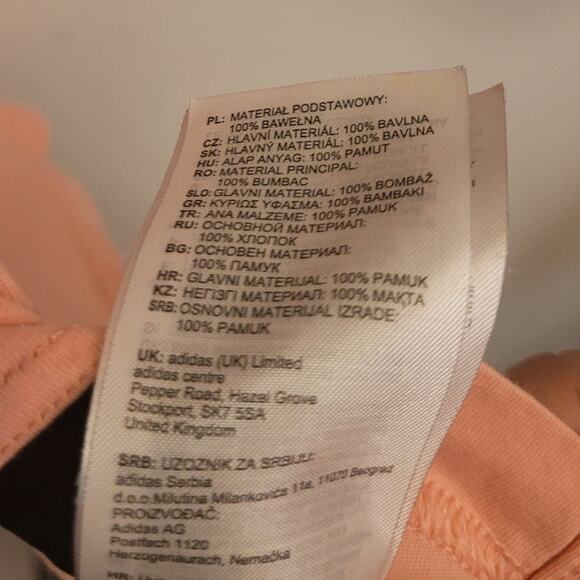 PL: MATERIAŁ PODSTAWOWY:
100% BAWEŁNA
CZ: HLAVNÍ MATERIÁL: 100% BAVLNA
SK: HLAVNÝ MATERIÁL: 100% BAVLNA
HU: ALAP ANYAG: 100% PAMUT
RO: MATERIAL PRINCIPAL:
100% BUMBAC
SLO: GLAVNI MATERIAL: 100% BOMBAŽ
GR: ΚΥΡΙΩΣ ΥΦΑΣΜΑ: 100% ΒΑΜΒΑΚΙ
TR: ANA MALZEME: 100% PAMUK
RU: ОСНОВНОЙ МАТЕРИАЛ:
100% ХЛОПОК
BG: ОСНОВЕН МАТЕРИАЛ:
100% ПАМУК
HR: GLAVNI MATERIJAL: 100% PAMUK
KZ: НЕГІЗГІ МАТЕРИАЛ: 100% МАҚТА
SRB: OSNOVNI MATERIJAL IZRADE:
100% PAMUK
UK: adidas (UK) Limited
adidas centre
Pepper Road, Hazel Grove
Stockport, SK7 5SA
United Kingdom
SRB: UZOZNIK ZA SRBIJU:
adidas Serbia
d.o.o. Milutina Milankovića 11a, 11070 Beograd
PROIZVOĐAČ:
Adidas AG
Postfach 1120
Herzogenaurach, Nemačka
HR: